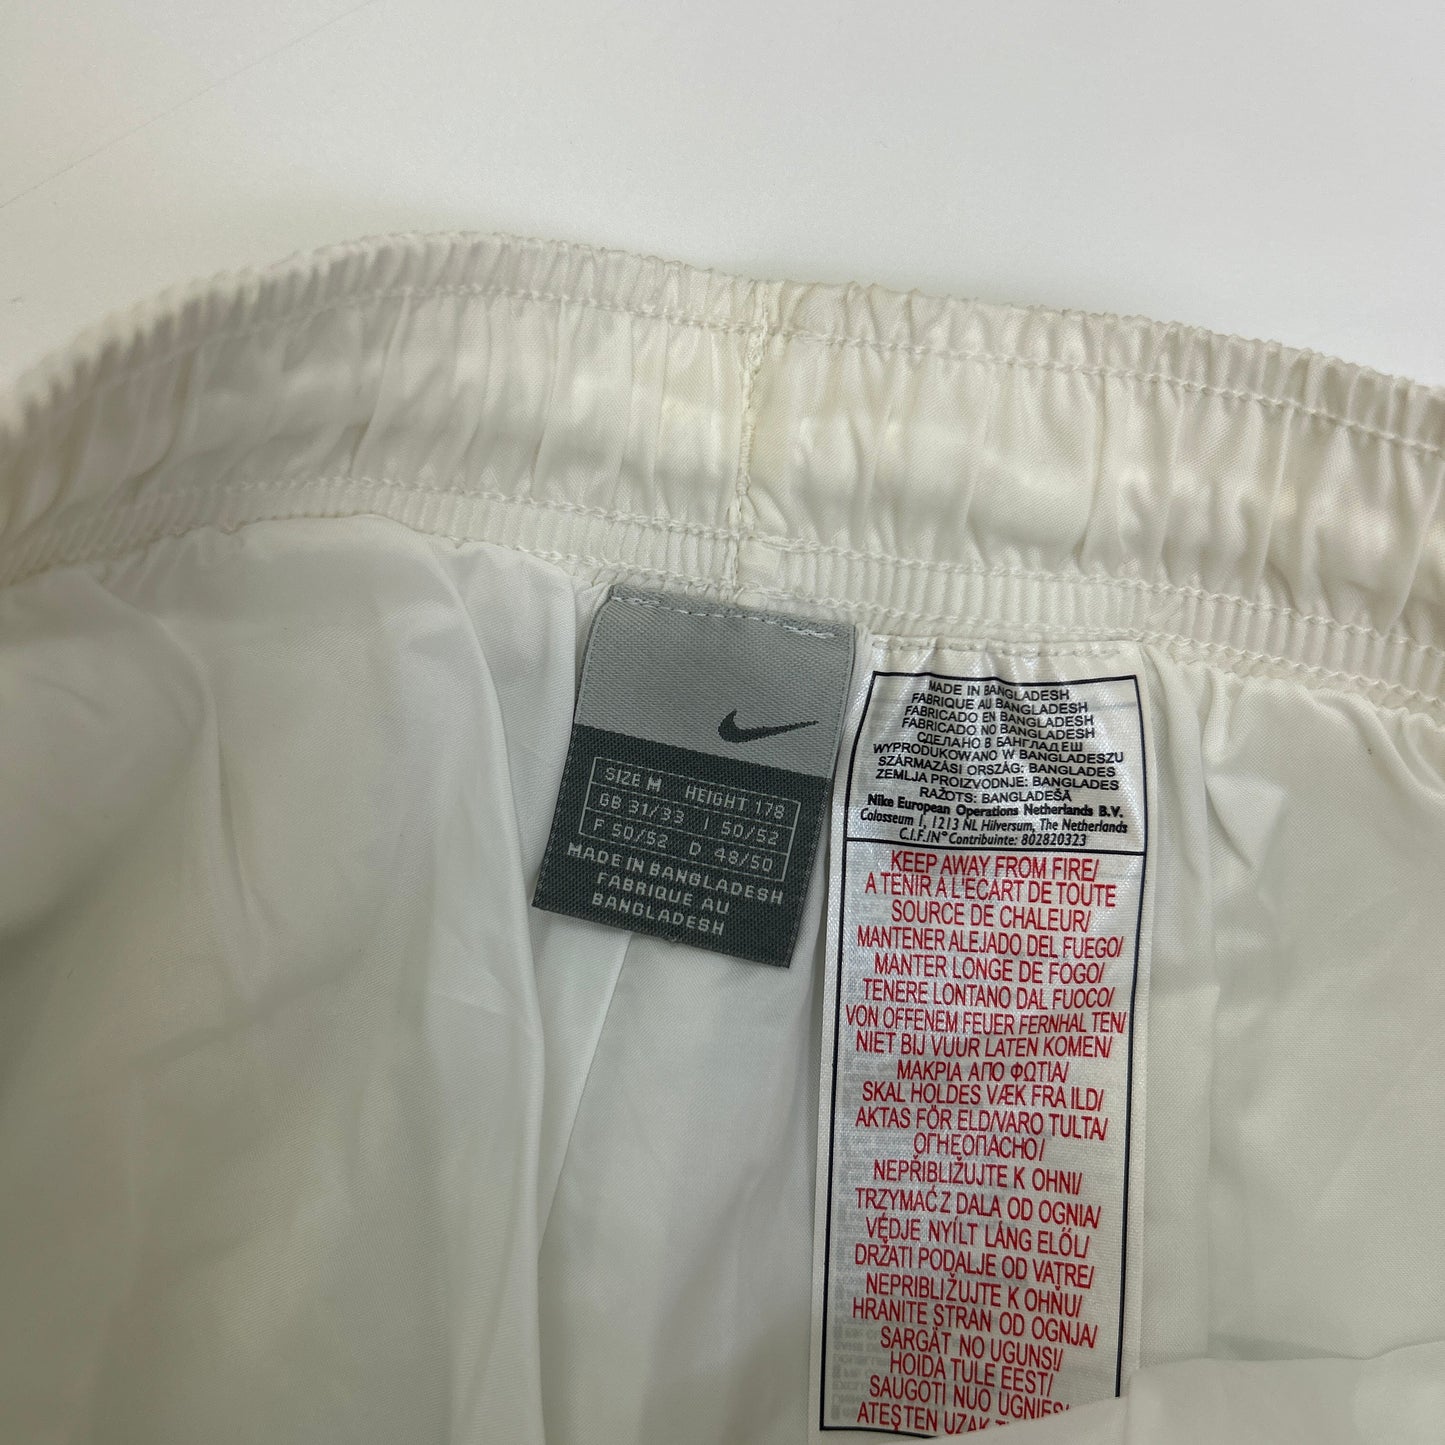 SIZE M HEIGHT 178
GB 31/33 I 50/52
F 50/52 D 48/50
MADE IN BANGLADESH
FABRIQUE AU
BANGLADESH
MADE IN BANGLADESH
FABRIQUE AU BANGLADESH
FABRICADO EN BANGLADESH
FABRICADO NO BANGLADESH
СДЕЛАНО В БАНГЛАДЕШ
WYPRODUKOWANO W BANGLADESZU
SZÁRMAZÁSI ORSZÁG: BANGLADES
ZEMLJA PROIZVODNJE: BANGLADES
RAŽOTS: BANGLADEŠĀ
Nike European Operations Netherlands B.V.
Colosseum 1, 1213 NL Hilversum, The Netherlands
C.I.F./N° Contribuinte: 802820323
KEEP AWAY FROM FIRE/
A TENIR A L'ECART DE TOUTE
SOURCE DE CHALEUR/
MANTENER ALEJADO DEL FUEGO/
MANTER LONGE DE FOGO/
TENERE LONTANO DAL FUOCO/
VON OFFENEM FEUER FERNHALTEN/
NIET BIJ VUUR LATEN KOMEN/
ΜΑΚΡΙΑ ΑΠΟ ΦΩΤΙΑ/
SKAL HOLDES VÆK FRA ILD/
AKTAS FÖR ELD/VARO TULTA/
ОГНЕОПАСНО/
NEPŘIBLIŽUJTE K OHNI/
TRZYMAĆ Z DALA OD OGNIA/
VÉDJE NYÍLT LÁNG ELŐL/
DRŽATI PODALJE OD VATRE/
NEPRIBLIŽUJTE K OHŇU/
HRANITE STRAN OD OGNJA/
SARGĀT NO UGUNS!/
HOIDA TULE EEST/
SAUGOTI NUO UGNIES/
ATEŞTEN UZAK